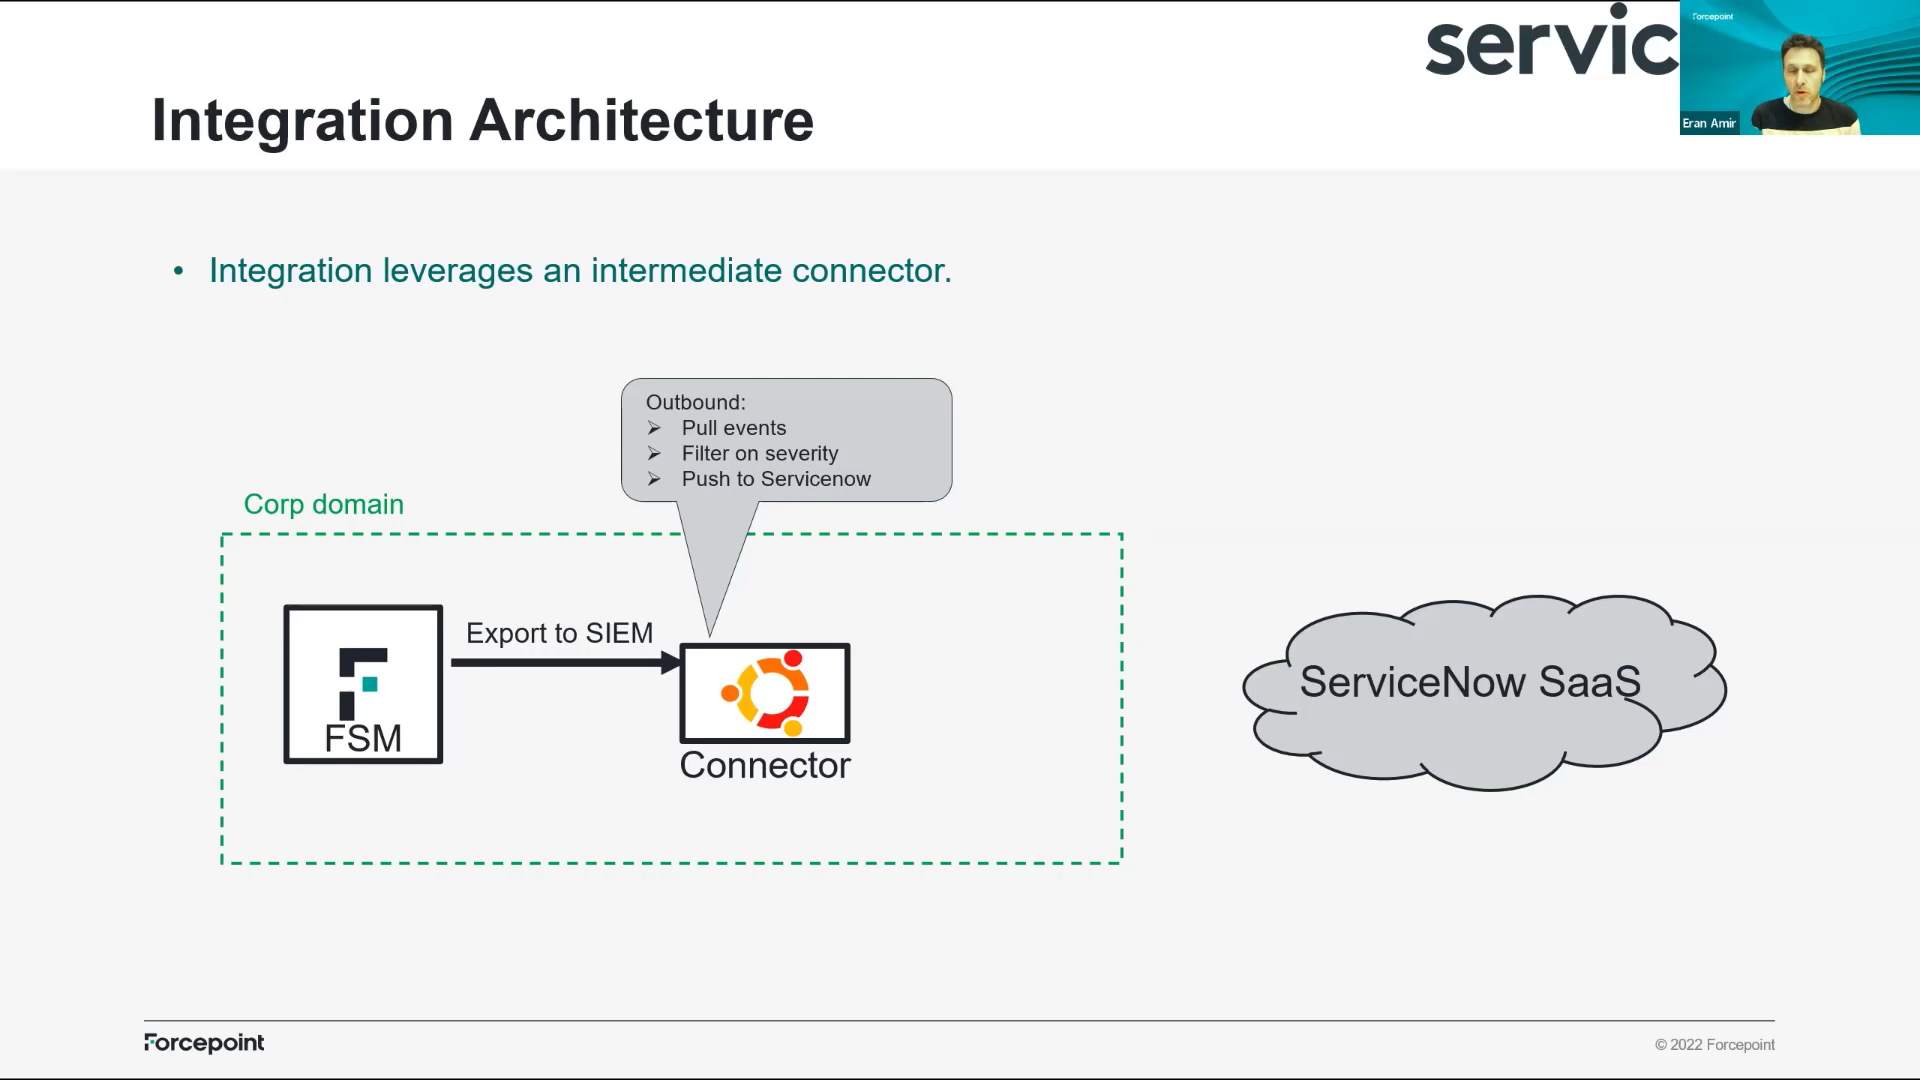 servic
Forcepoint
Eran Amir
Integration Architecture
• Integration leverages an intermediate connector.
Outbound:
➢ Pull events
➢ Filter on severity
➢ Push to Servicenow
Corp domain
Export to SIEM
FSM
Connector
ServiceNow SaaS
Forcepoint
© 2022 Forcepoint